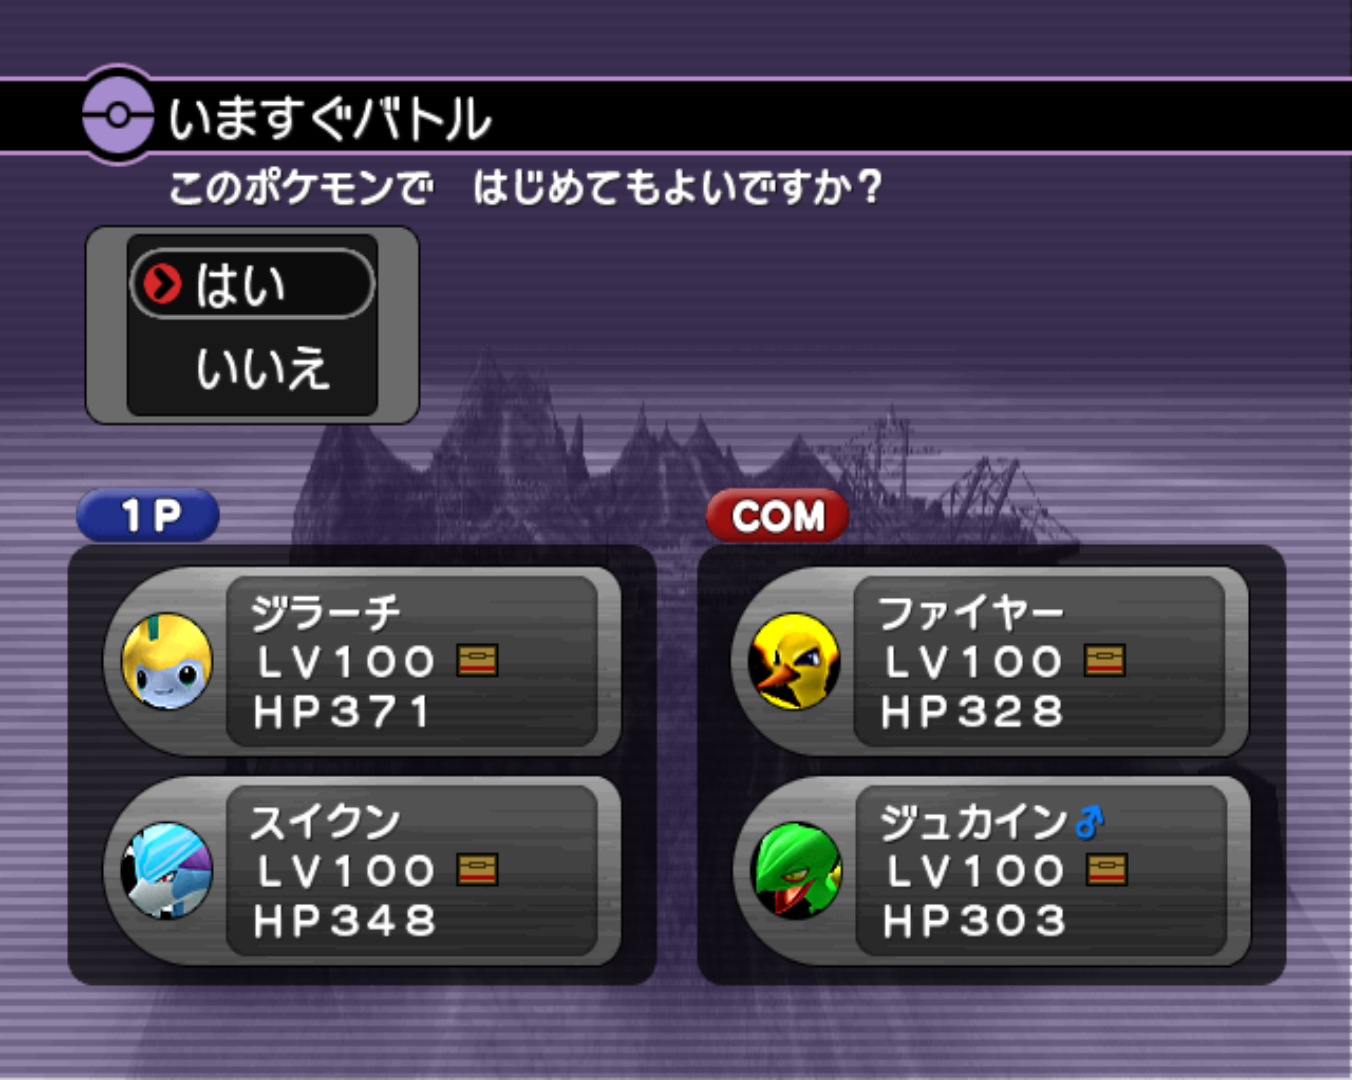 いますぐバトル
このポケモンで　はじめてもよいですか？
はい
いいえ
1P
ジラーチ
LV100
HP371
スイクン
LV100
HP348
COM
ファイヤー
LV100
HP328
ジュカイン♂
LV100
HP303